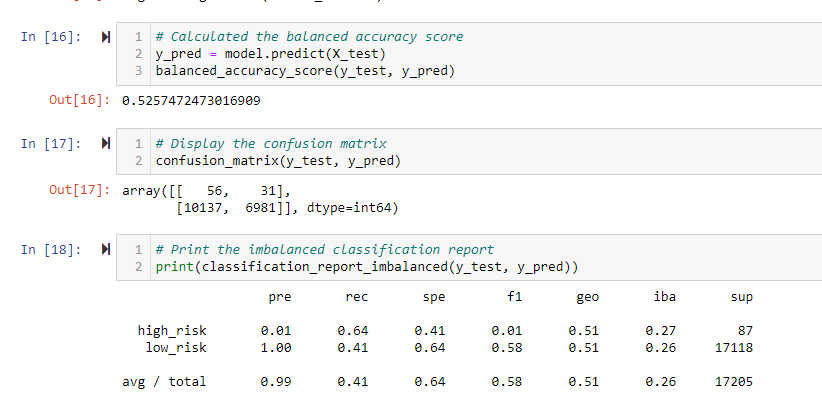 In [16]: 1 # Calculated the balanced accuracy score
2 y_pred = model.predict(X_test)
3 balanced_accuracy_score(y_test, y_pred)
Out[16]: 0.5257472473016909
In [17]: 1 # Display the confusion matrix
2 confusion_matrix(y_test, y_pred)
Out[17]: array([[   56,    31],
       [10137,  6981]], dtype=int64)
In [18]: 1 # Print the imbalanced classification report
2 print(classification_report_imbalanced(y_test, y_pred))
pre rec spe f1 geo iba sup
high_risk 0.01 0.64 0.41 0.01 0.51 0.27 87
low_risk 1.00 0.41 0.64 0.58 0.51 0.26 17118
avg / total 0.99 0.41 0.64 0.58 0.51 0.26 17205